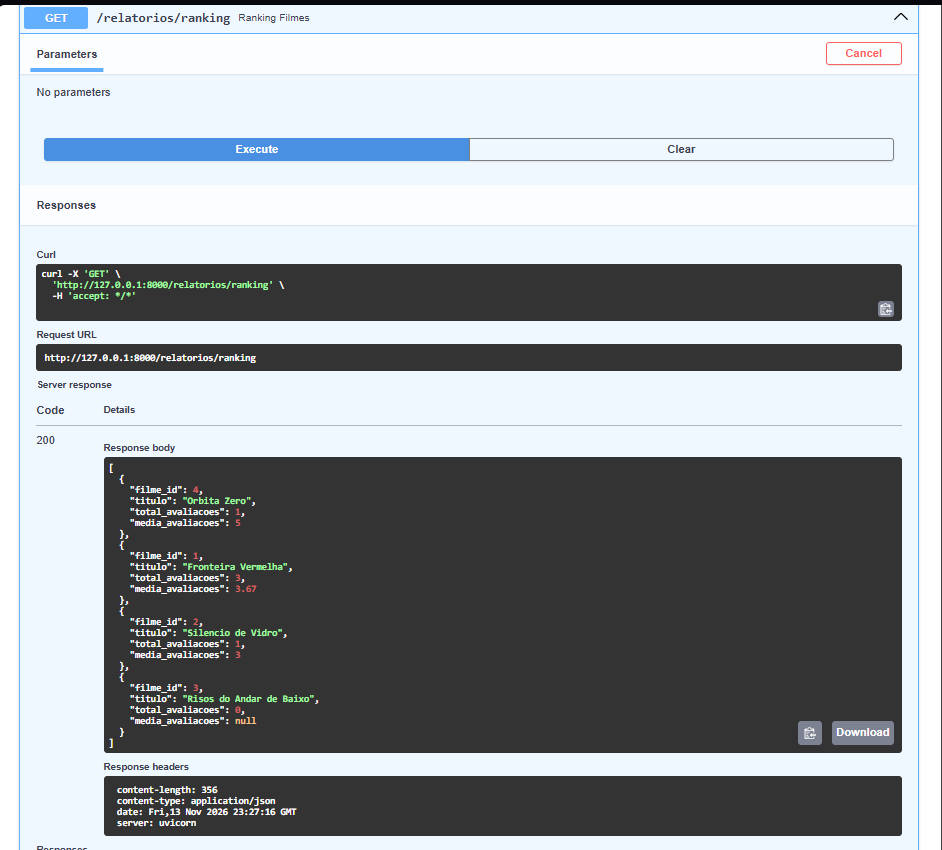 GET /relatorios/ranking Ranking Filmes
Parameters
Cancel
No parameters
Execute
Clear
Responses
Curl
curl -X 'GET' \
  'http://127.0.0.1:8000/relatorios/ranking' \
  -H 'accept: */*'
Request URL
http://127.0.0.1:8000/relatorios/ranking
Server response
Code Details
200
Response body
[
  {
    "filme_id": 4,
    "titulo": "Orbita Zero",
    "total_avaliacoes": 1,
    "media_avaliacoes": 5
  },
  {
    "filme_id": 1,
    "titulo": "Fronteira Vermelha",
    "total_avaliacoes": 3,
    "media_avaliacoes": 3.67
  },
  {
    "filme_id": 2,
    "titulo": "Silencio de Vidro",
    "total_avaliacoes": 1,
    "media_avaliacoes": 3
  },
  {
    "filme_id": 3,
    "titulo": "Risos do Andar de Baixo",
    "total_avaliacoes": 0,
    "media_avaliacoes": null
  }
]
Download
Response headers
content-length: 356
content-type: application/json
date: Fri,13 Nov 2026 23:27:16 GMT
server: uvicorn
Responses